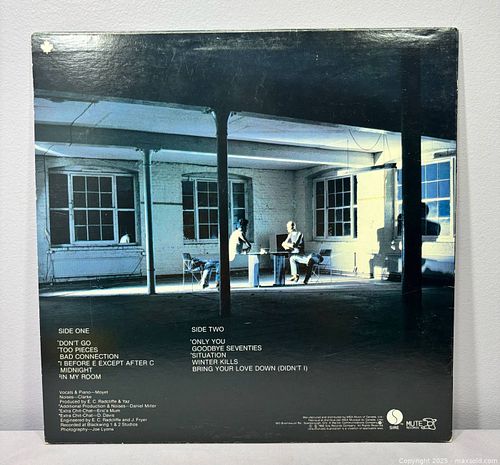 SIDE ONE
'DON'T GO
TOO PIECES
BAD CONNECTION
'I BEFORE E EXCEPT AFTER C
MIDNIGHT
IN MY ROOM
SIDE TWO
'ONLY YOU
GOODBYE SEVENTIES
'SITUATION
WINTER KILLS
BRING YOUR LOVE DOWN (DIDN'T I)
Vocals & Piano—Moyet
Noises—Clarke
Produced by E. C. Radcliffe & Yaz
'Additional Production & Noises—Daniel Miller
'Extra Chit-Chat—Eric's Mum
'Extra Chit-Chat—D. Davis
Engineered by E. C. Radcliffe and J. Fryer
Recorded at Blackwing 1 & 2 Studios
Photography—Joe Lyons
SIRE
MUTE
RECORDS
Copyright 2025 - maxsold.com